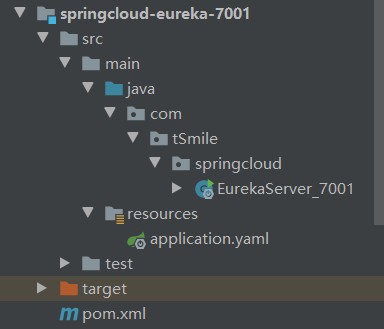 springcloud-eureka-7001
src
main
java
com
tSmile
springcloud
EurekaServer_7001
resources
application.yaml
test
target
pom.xml